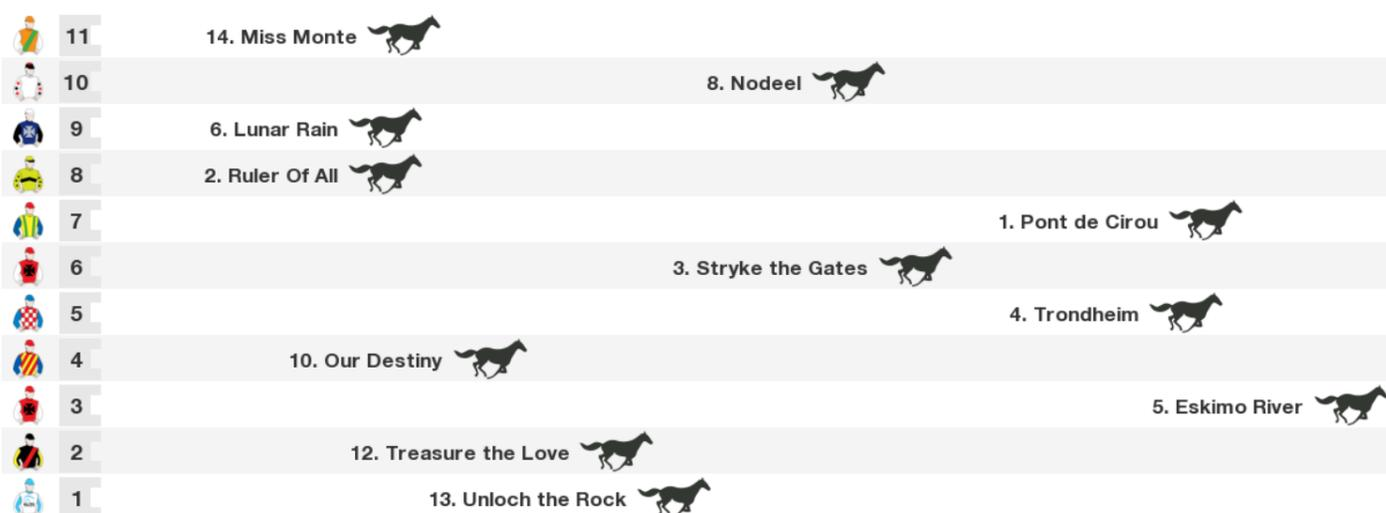 11 14. Miss Monte
10 8. Nodeel
9 6. Lunar Rain
8 2. Ruler Of All
7 1. Pont de Cirou
6 3. Stryke the Gates
5 4. Trondheim
4 10. Our Destiny
3 5. Eskimo River
2 12. Treasure the Love
1 13. Unloch the Rock